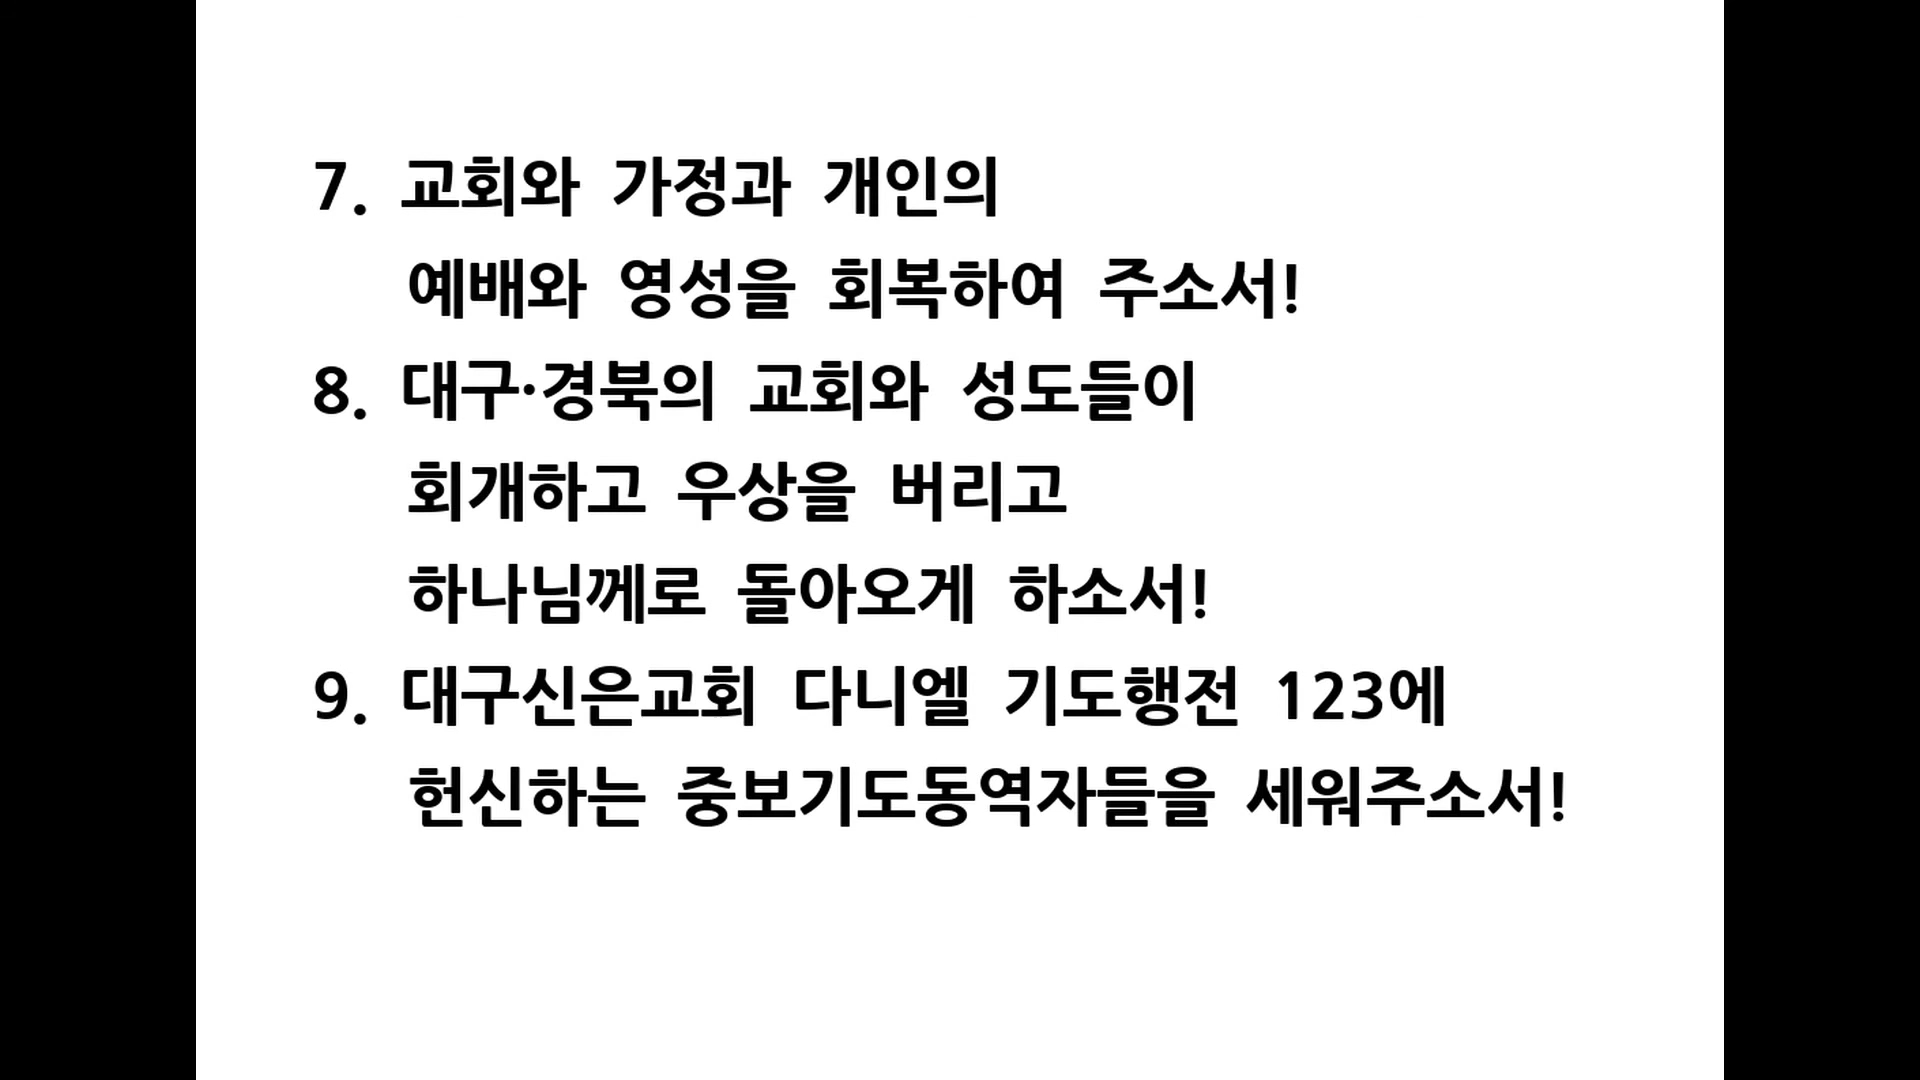 7. 교회와 가정과 개인의
예배와 영성을 회복하여 주소서!
8. 대구·경북의 교회와 성도들이
회개하고 우상을 버리고
하나님께로 돌아오게 하소서!
9. 대구신은교회 다니엘 기도행전 123에
헌신하는 중보기도동역자들을 세워주소서!